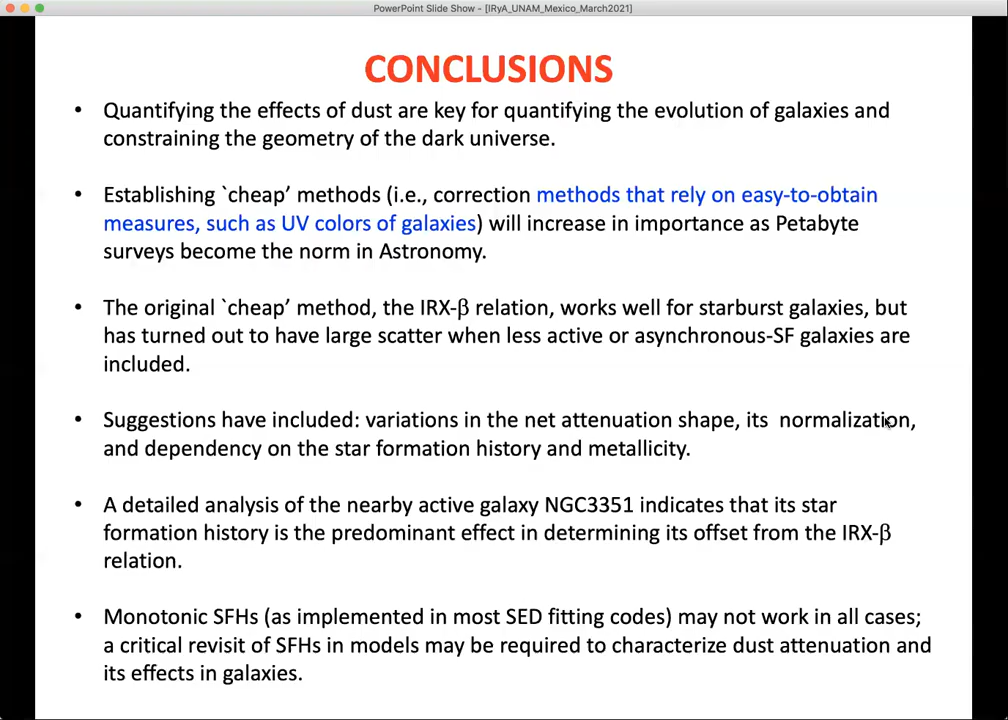 PowerPoint Slide Show - [IRyA_UNAM_Mexico_March2021]
CONCLUSIONS
• Quantifying the effects of dust are key for quantifying the evolution of galaxies and
constraining the geometry of the dark universe.
• Establishing `cheap’ methods (i.e., correction methods that rely on easy-to-obtain
measures, such as UV colors of galaxies) will increase in importance as Petabyte
surveys become the norm in Astronomy.
• The original `cheap’ method, the IRX-β relation, works well for starburst galaxies, but
has turned out to have large scatter when less active or asynchronous-SF galaxies are
included.
• Suggestions have included: variations in the net attenuation shape, its normalization,
and dependency on the star formation history and metallicity.
• A detailed analysis of the nearby active galaxy NGC3351 indicates that its star
formation history is the predominant effect in determining its offset from the IRX-β
relation.
• Monotonic SFHs (as implemented in most SED fitting codes) may not work in all cases;
a critical revisit of SFHs in models may be required to characterize dust attenuation and
its effects in galaxies.